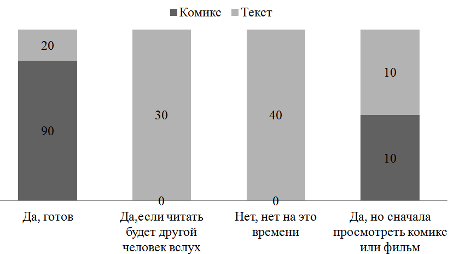 Комикс Текст
20 30 40 10
90 0 0 10
Да, готов
Да,если читать будет другой человек вслух
Нет, нет на это времени
Да, но сначала просмотреть комикс или фильм